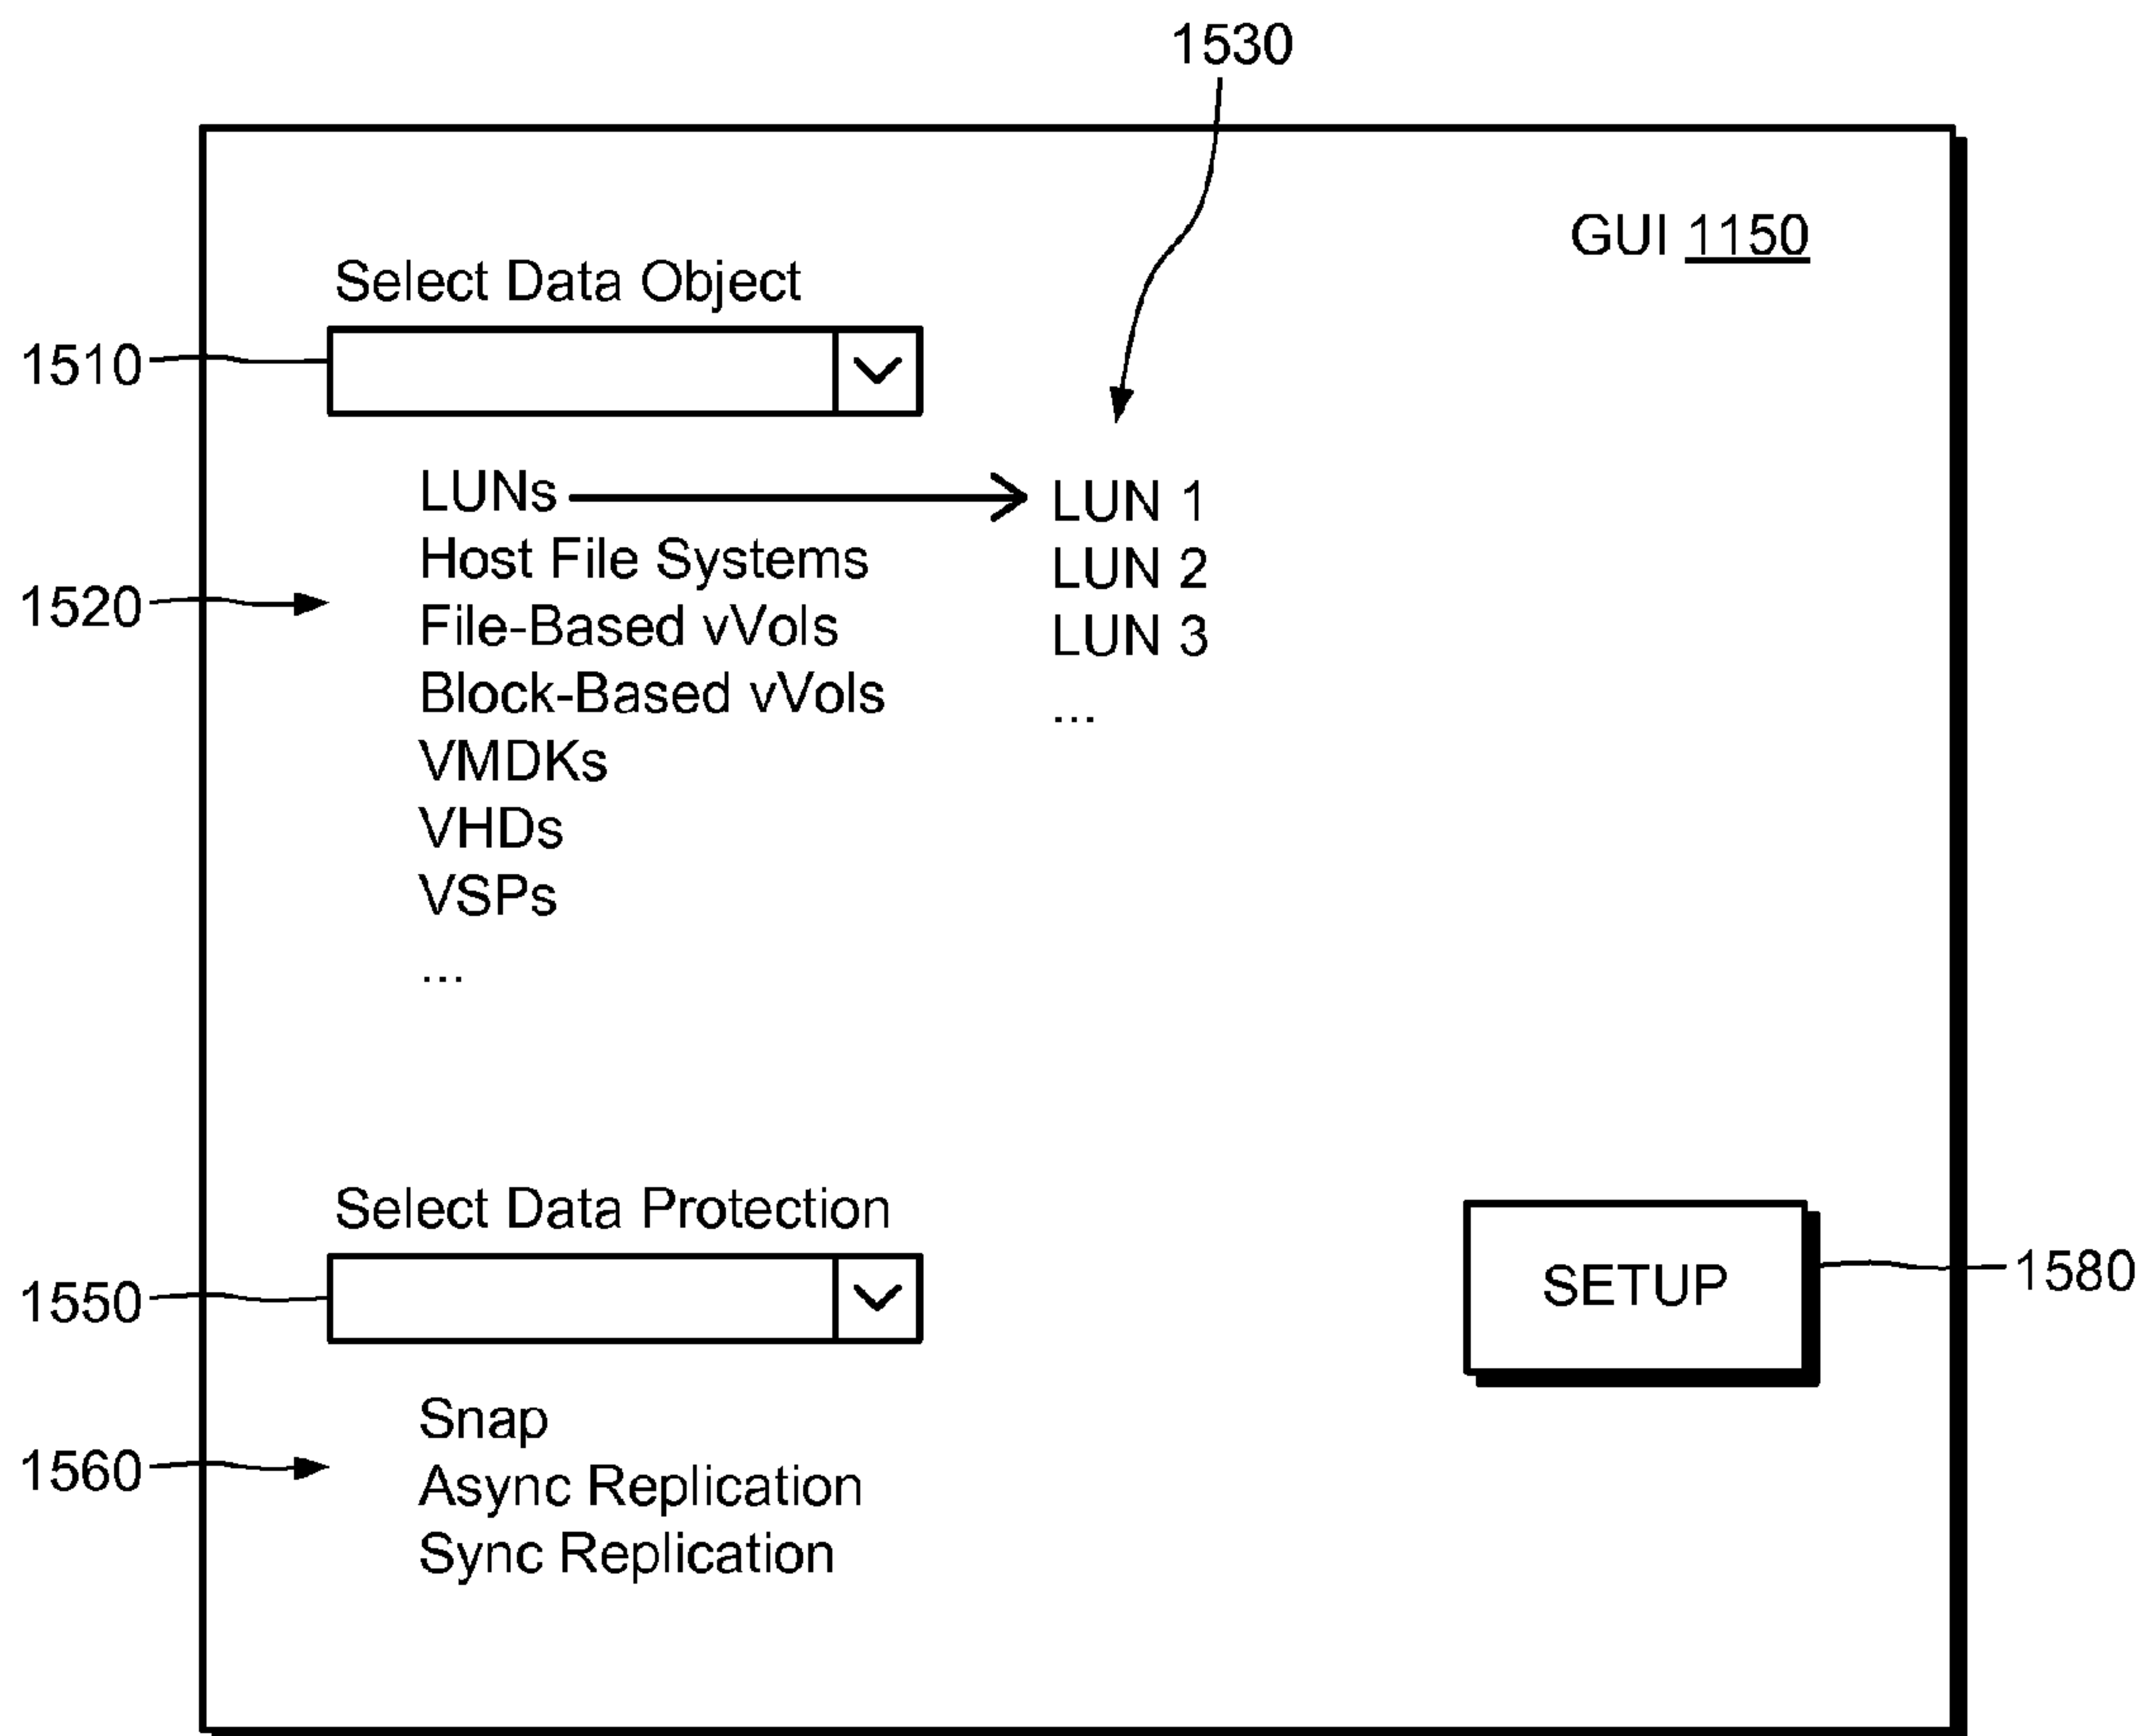 1530
GUI 1150
Select Data Object
1510
LUNs
LUN 1
Host File Systems
LUN 2
1520
File-Based vVols
LUN 3
Block-Based vVols
...
VMDKs
VHDs
VSPs
...
Select Data Protection
1550
SETUP
1580
Snap
1560
Async Replication
Sync Replication